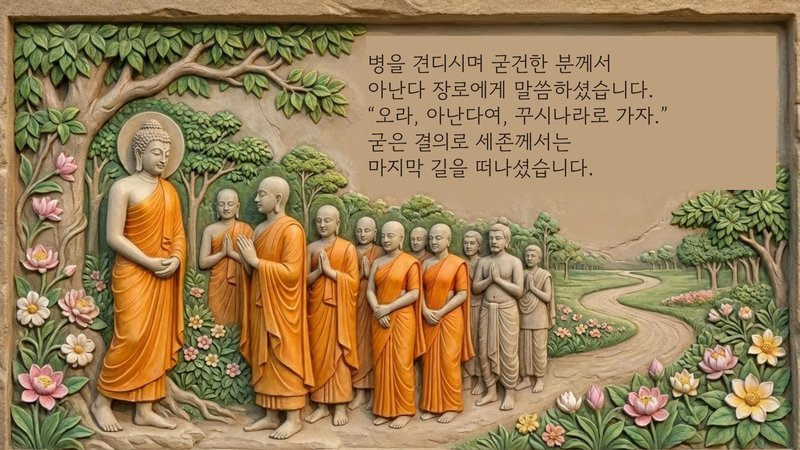 병을 견디시며 굳건한 분께서
아난다 장로에게 말씀하셨습니다.
“오라, 아난다여, 꾸시나라로 가자.”
굳은 결의로 세존께서는
마지막 길을 떠나셨습니다.